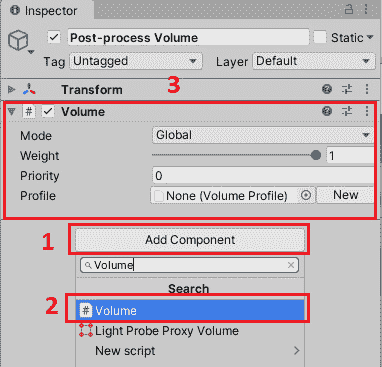 Inspector
Post-process Volume
Static
Tag Untagged Layer Default
3
Transform
# Volume
Mode Global
Weight 1
Priority 0
Profile None (Volume Profile) New
1
Add Component
Volume
Search
2
# Volume
Light Probe Proxy Volume
New script